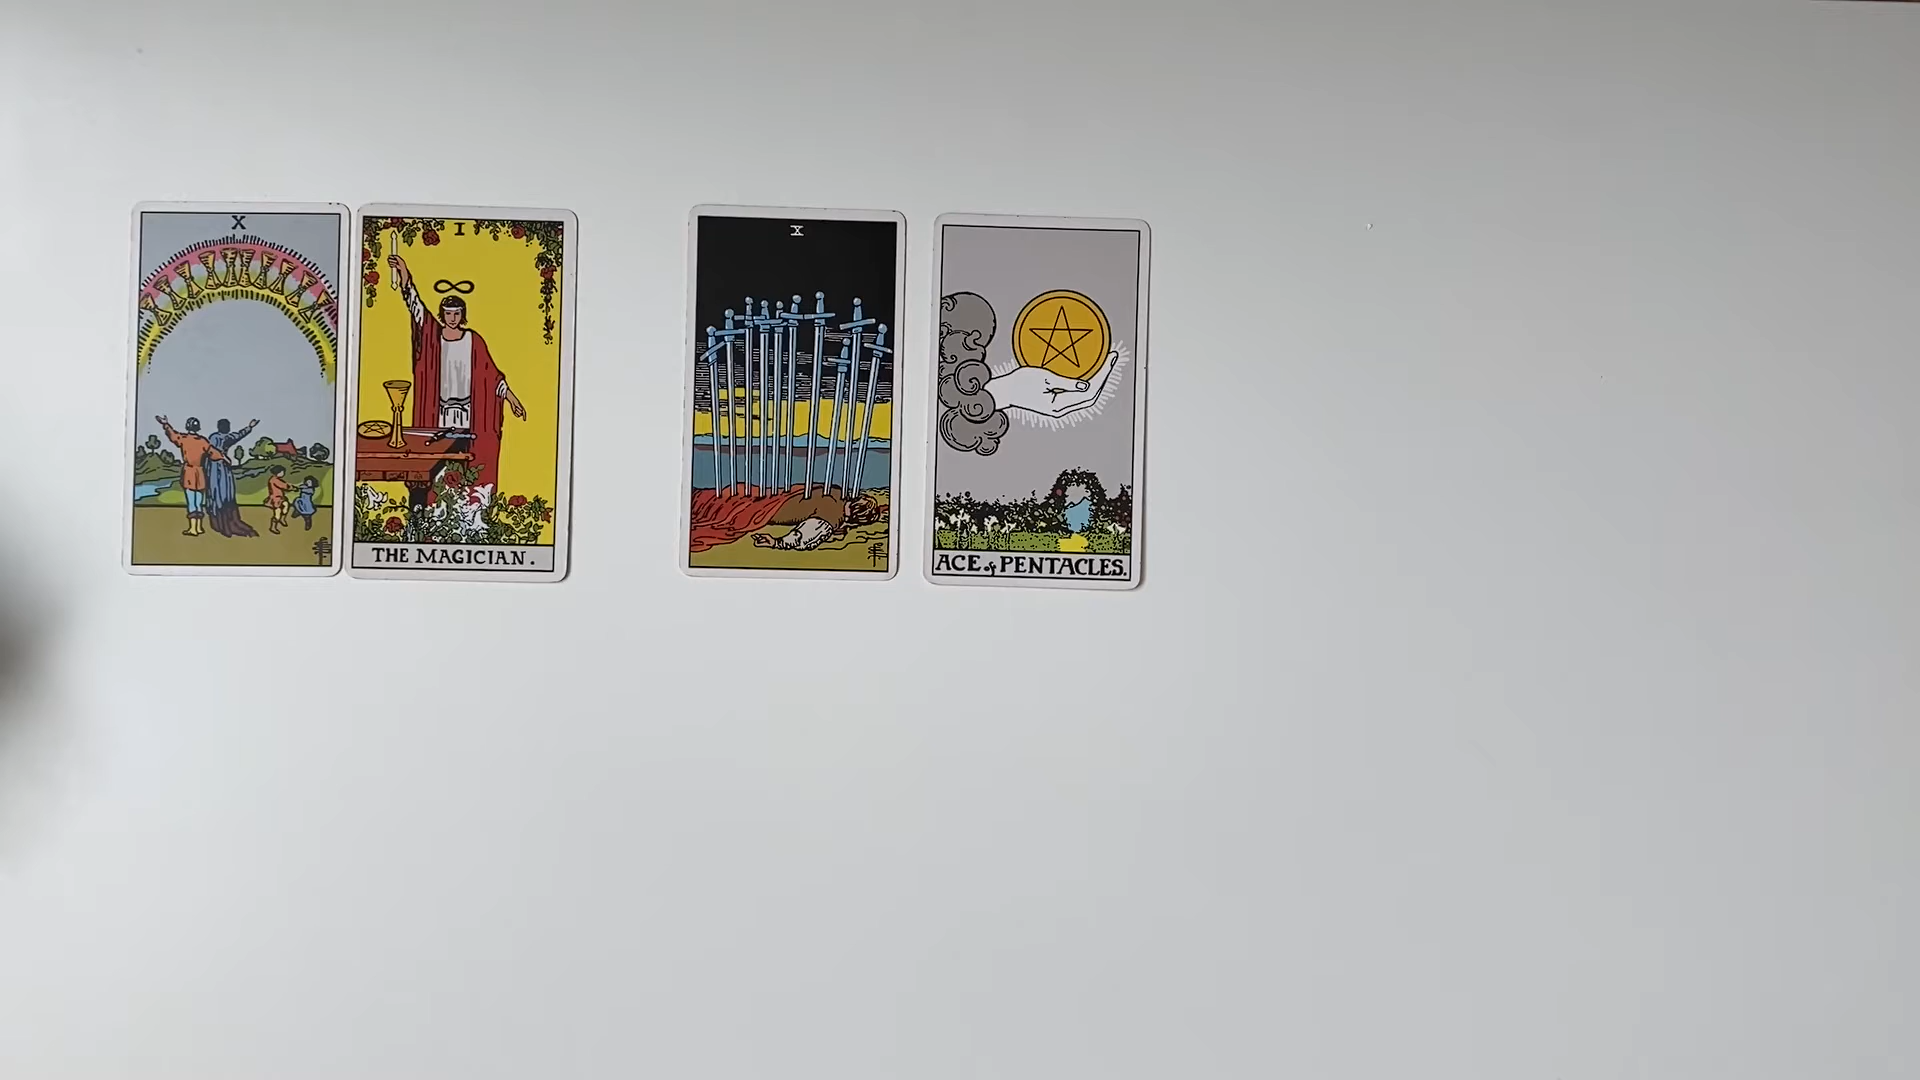 X
I
THE MAGICIAN.
X
ACE of PENTACLES.